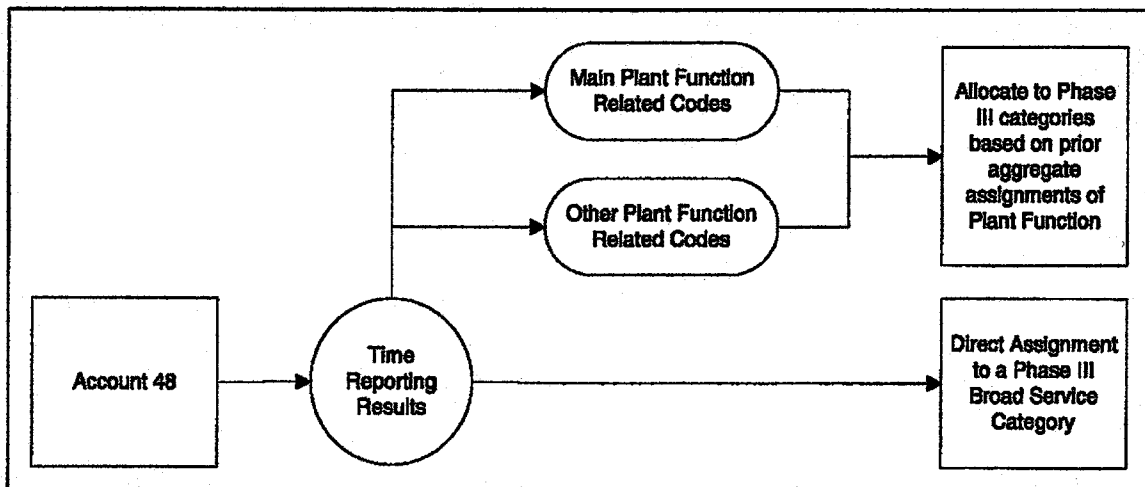 Main Plant Function
Related Codes
Allocate to Phase
III categories
based on prior
aggregate
assignments of
Plant Function
Other Plant Function
Related Codes
Account 48
Time
Reporting
Results
Direct Assignment
to a Phase III
Broad Service
Category